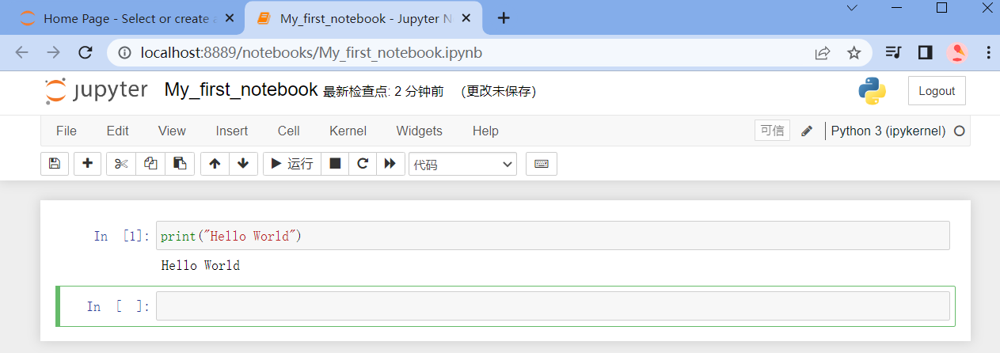 Home Page - Select or create a
My_first_notebook - Jupyter N
localhost:8889/notebooks/My_first_notebook.ipynb
jupyter My_first_notebook 最新检查点: 2 分钟前 (更改未保存) Logout
File Edit View Insert Cell Kernel Widgets Help 可信 Python 3 (ipykernel)
运行 代码
In [1]: print("Hello World")
Hello World
In [ ]: